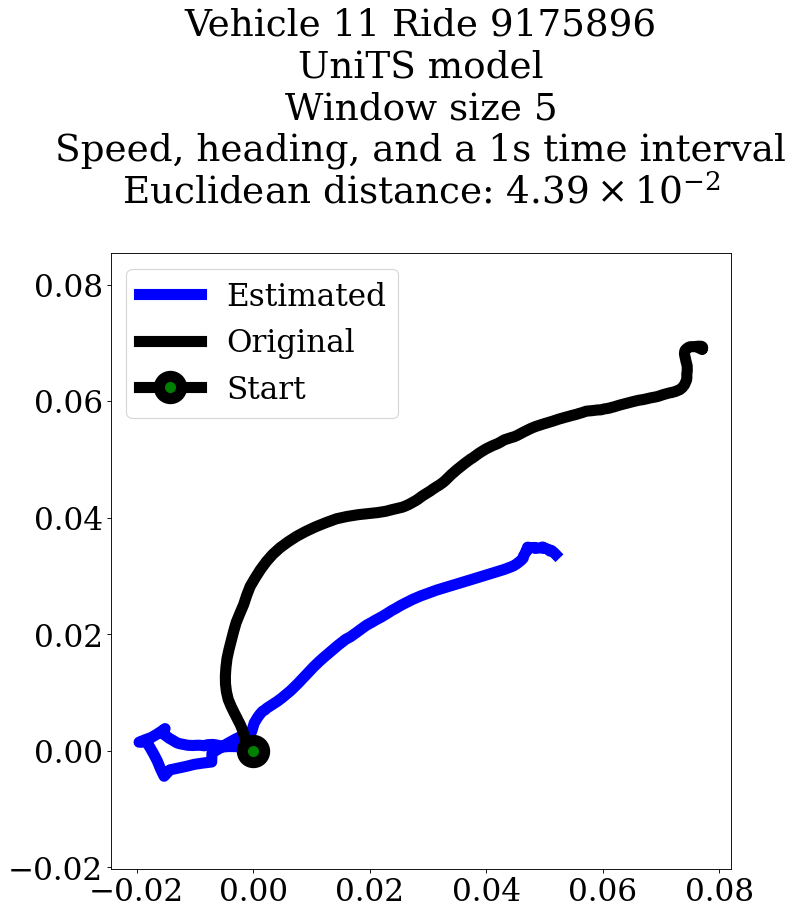 Vehicle 11 Ride 9175896
UniTS model
Window size 5
Speed, heading, and a 1s time interval
Euclidean distance: 4.39 × 10⁻²
Estimated
Original
Start
0.08
0.06
0.04
0.02
0.00
−0.02
−0.02 0.00 0.02 0.04 0.06 0.08